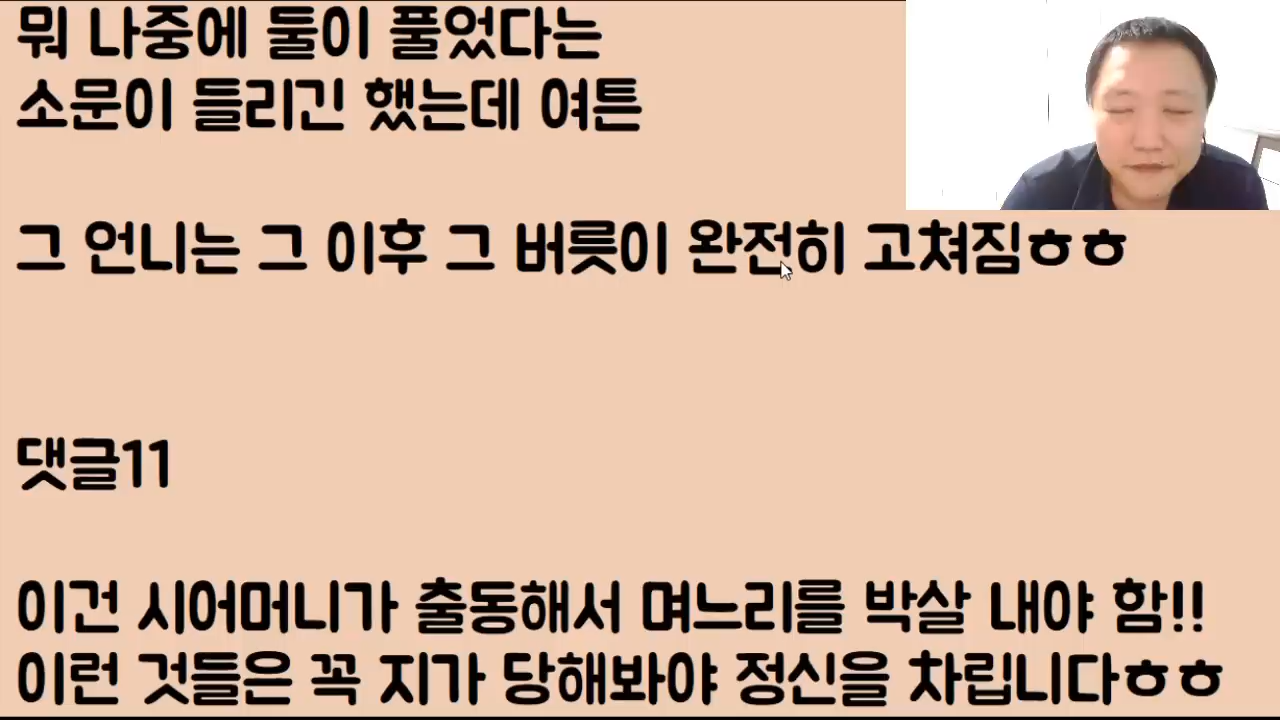 뭐 나중에 둘이 풀었다는
소문이 들리긴 했는데 여튼
그 언니는 그 이후 그 버릇이 완전히 고쳐짐ㅎㅎ
댓글11
이건 시어머니가 출동해서 며느리를 박살 내야 함!!
이런 것들은 꼭 지가 당해봐야 정신을 차립니다ㅎㅎ